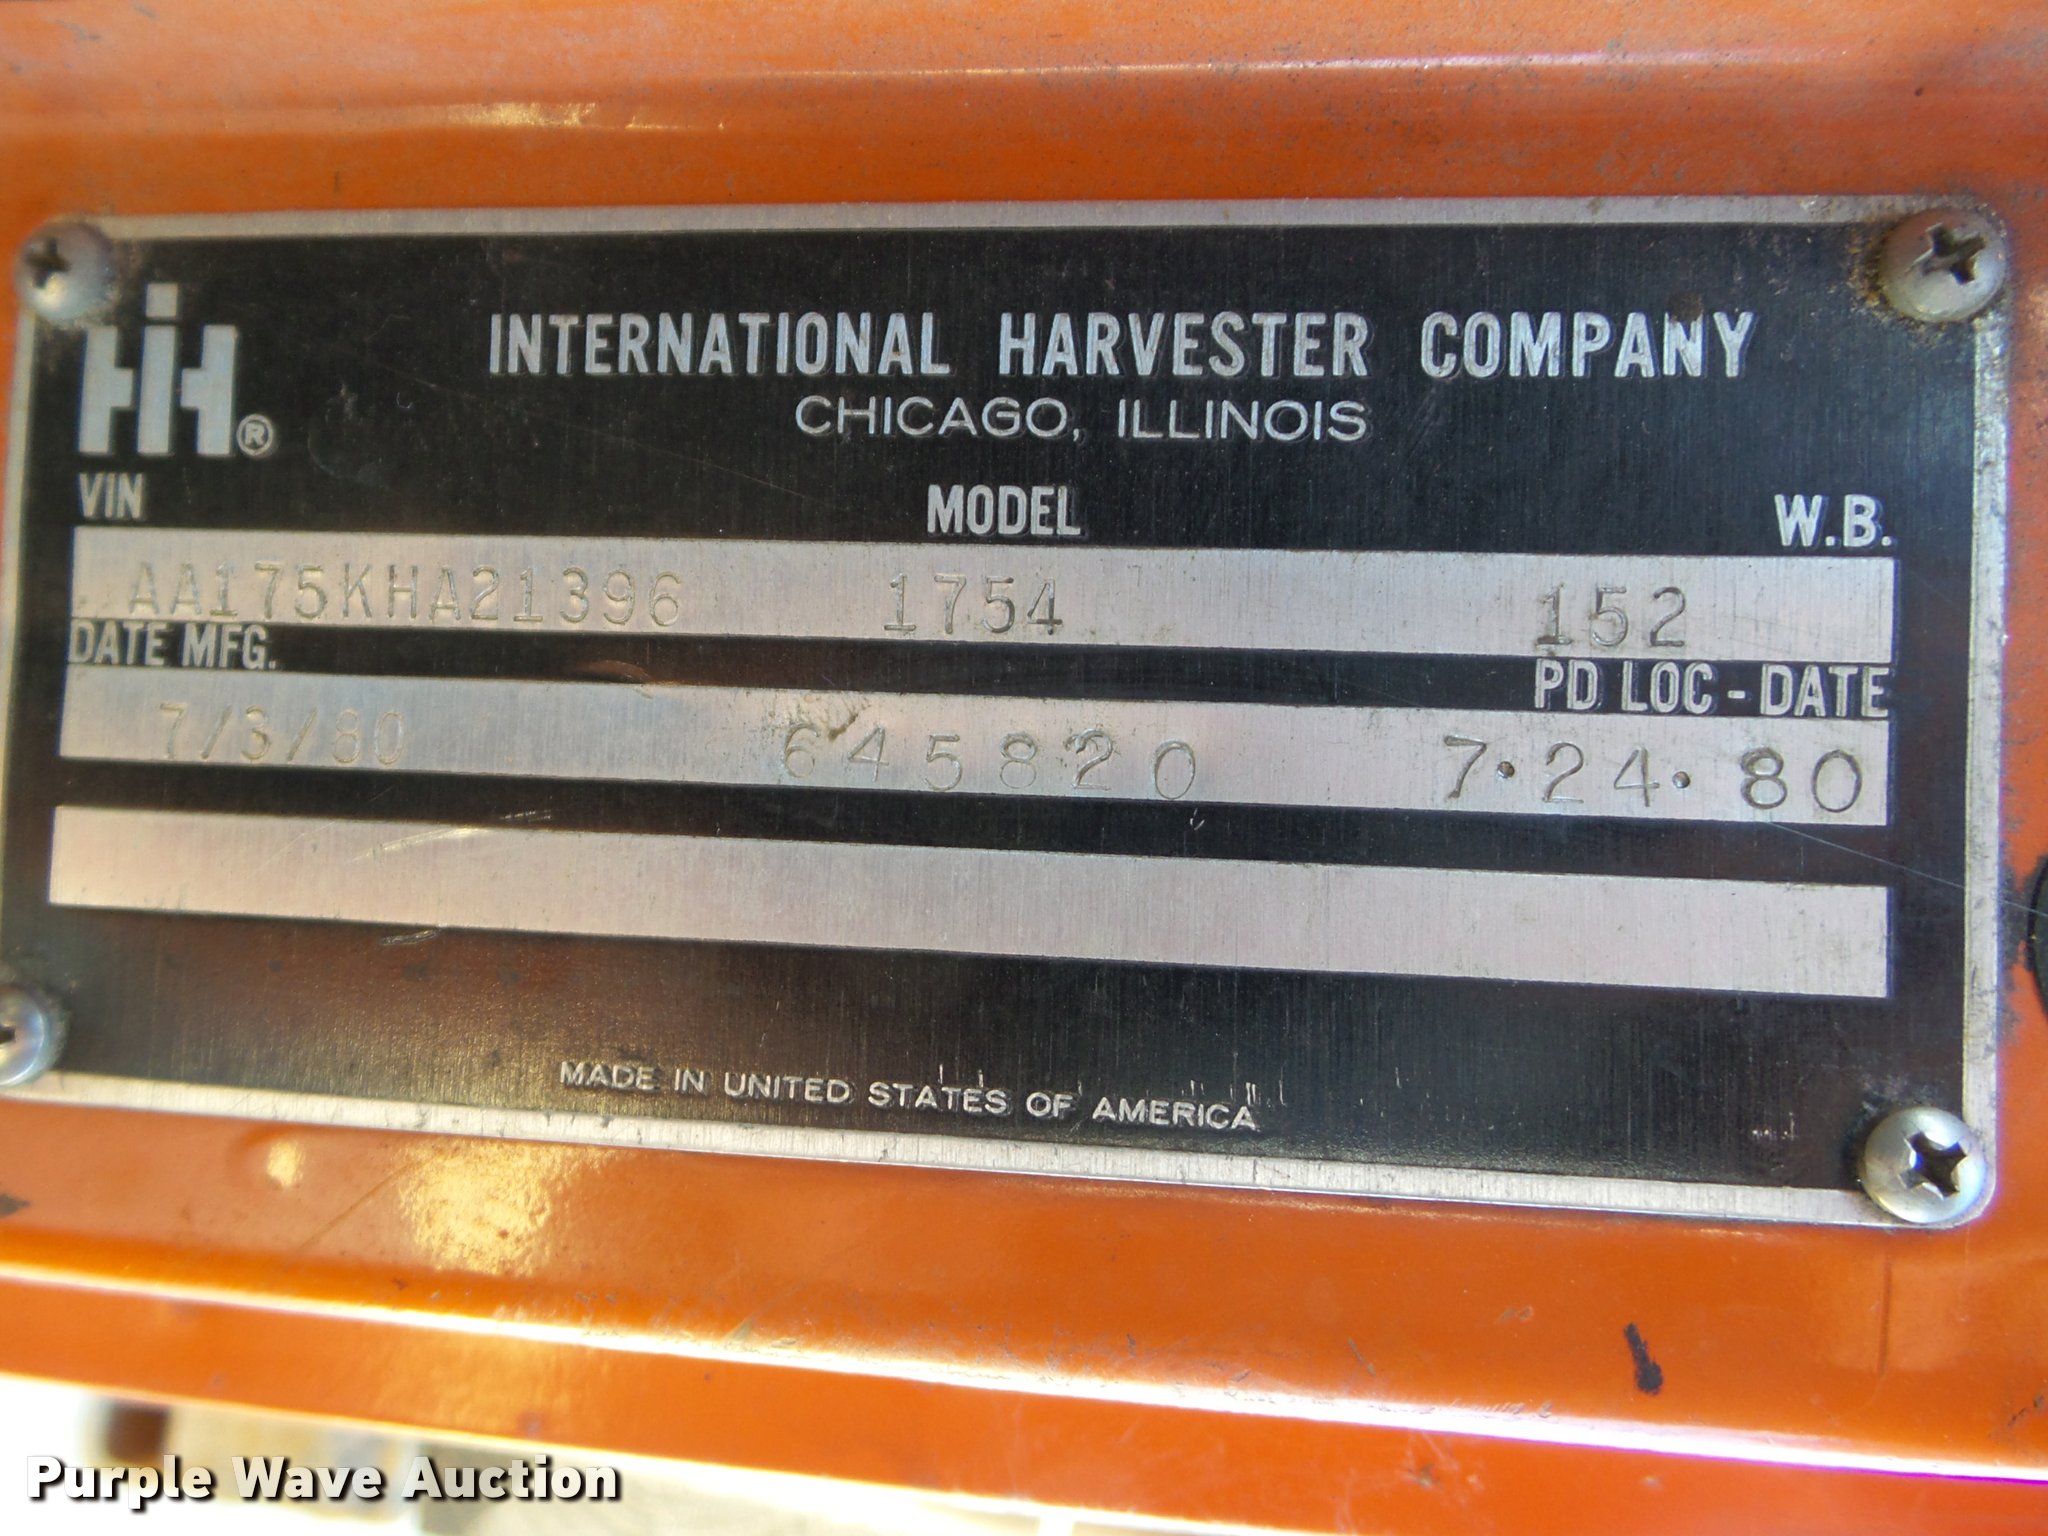 IH®
INTERNATIONAL HARVESTER COMPANY
CHICAGO, ILLINOIS
VIN MODEL W.B.
AA175KHA21396 1754 152
DATE MFG. PD LOC-DATE
7/3/80 645820 7·24·80
MADE IN UNITED STATES OF AMERICA
Purple Wave Auction